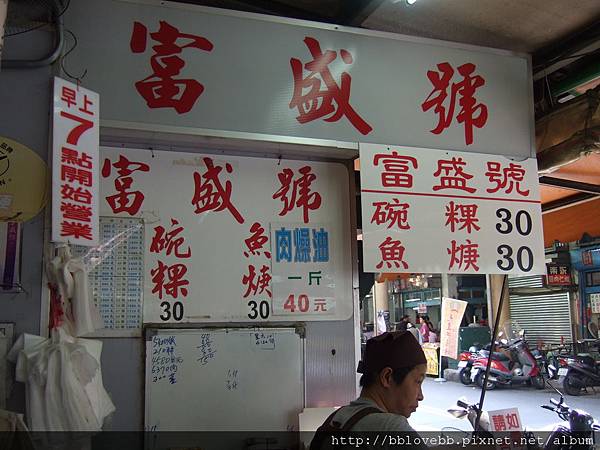 富盛號
早上7點開始營業
富盛號
碗粿 30
魚焿 30
肉燥油
一斤
40元
富盛號
碗粿 30
魚焿 30
請如
http://bblovebb.pixnet.net/album